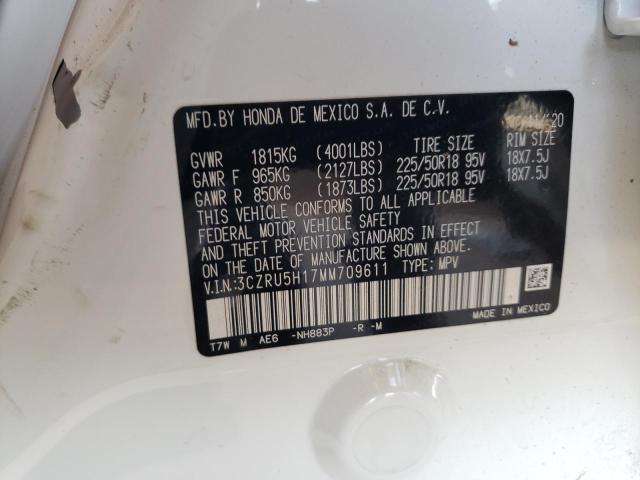 MFD.BY HONDA DE MEXICO S.A. DE C.V. 11/20
TIRE SIZE RIM SIZE
GVWR 1815KG (4001LBS)
GAWR F 965KG (2127LBS) 225/50R18 95V 18X7.5J
GAWR R 850KG (1873LBS) 225/50R18 95V 18X7.5J
THIS VEHICLE CONFORMS TO ALL APPLICABLE
FEDERAL MOTOR VEHICLE SAFETY
AND THEFT PREVENTION STANDARDS IN EFFECT
ON THE DATE OF MANUFACTURE SHOWN ABOVE.
V.I.N.:3CZRU5H17MM709611 TYPE: MPV
T7W M AE6 -NH883P -R -M MADE IN MEXICO